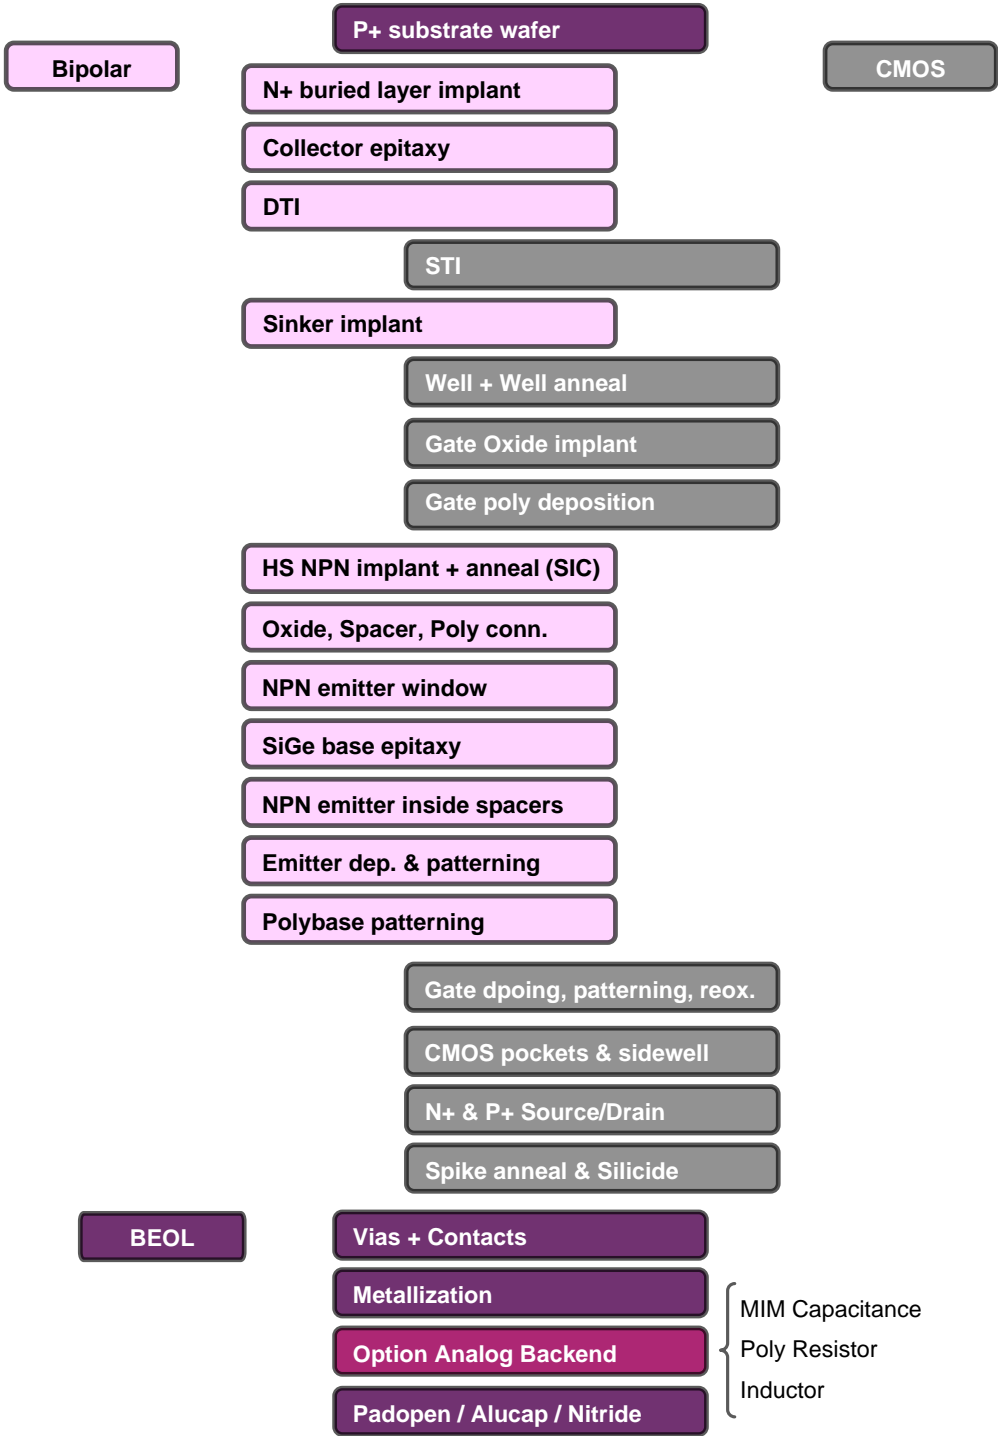 P+ substrate wafer
Bipolar
CMOS
N+ buried layer implant
Collector epitaxy
DTI
STI
Sinker implant
Well + Well anneal
Gate Oxide implant
Gate poly deposition
HS NPN implant + anneal (SIC)
Oxide, Spacer, Poly conn.
NPN emitter window
SiGe base epitaxy
NPN emitter inside spacers
Emitter dep. & patterning
Polybase patterning
Gate dpoing, patterning, reox.
CMOS pockets & sidewell
N+ & P+ Source/Drain
Spike anneal & Silicide
BEOL
Vias + Contacts
Metallization
MIM Capacitance
Option Analog Backend
Poly Resistor
Inductor
Padopen / Alucap / Nitride